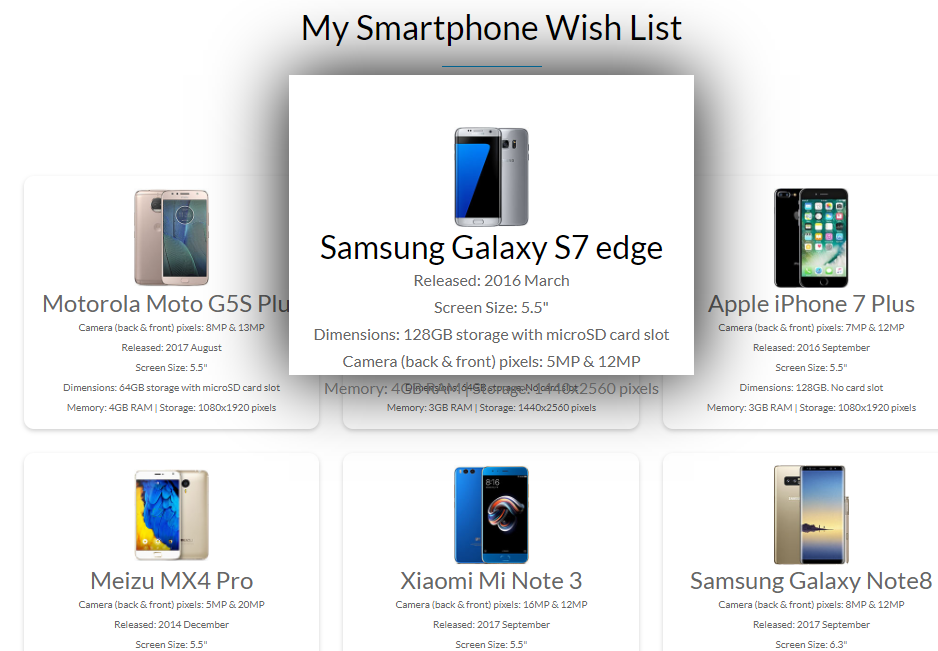 My Smartphone Wish List
Samsung Galaxy S7 edge
Released: 2016 March
Screen Size: 5.5"
Dimensions: 128GB storage with microSD card slot
Camera (back & front) pixels: 5MP & 12MP
Memory: 4GB RAM | Storage: 1440x2560 pixels
Motorola Moto G5S Plu
Camera (back & front) pixels: 8MP & 13MP
Released: 2017 August
Screen Size: 5.5"
Dimensions: 64GB storage with microSD card slot
Memory: 4GB RAM | Storage: 1080x1920 pixels
Dimensions: 64GB storage. No card slot
Memory: 3GB RAM | Storage: 1440x2560 pixels
Apple iPhone 7 Plus
Camera (back & front) pixels: 7MP & 12MP
Released: 2016 September
Screen Size: 5.5"
Dimensions: 128GB. No card slot
Memory: 3GB RAM | Storage: 1080x1920 pixels
Meizu MX4 Pro
Camera (back & front) pixels: 5MP & 20MP
Released: 2014 December
Screen Size: 5.5"
8:16
Xiaomi Mi Note 3
Camera (back & front) pixels: 16MP & 12MP
Released: 2017 September
Screen Size: 5.5"
Samsung Galaxy Note8
Camera (back & front) pixels: 8MP & 12MP
Released: 2017 September
Screen Size: 6.3"